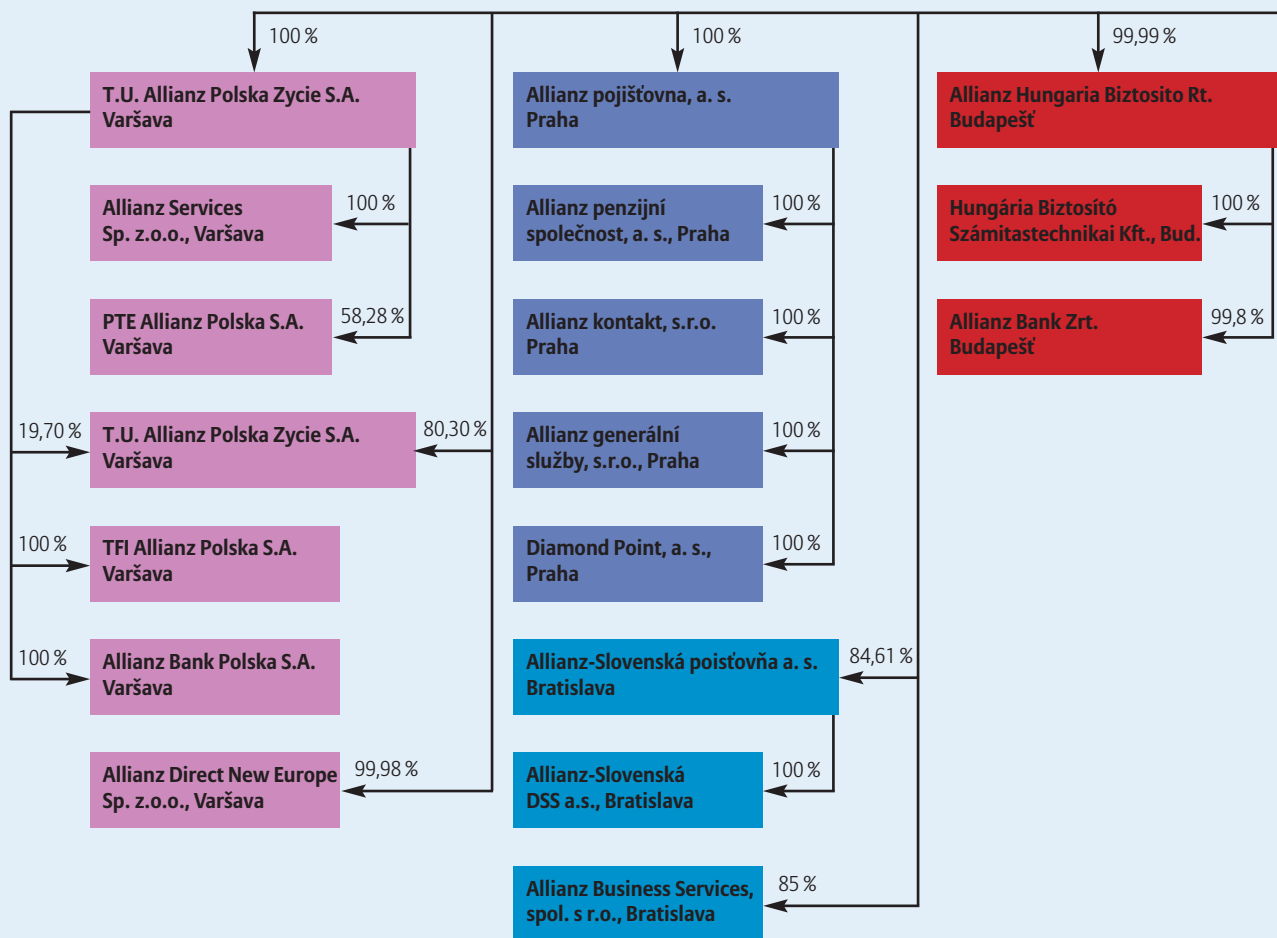 100 %
100 %
99,99 %
T.U. Allianz Polska Zycie S.A.
Varšava
Allianz pojišťovna, a. s.
Praha
Allianz Hungaria Biztosito Rt.
Budapešť
Allianz Services
Sp. z.o.o., Varšava
100 %
Allianz penzijní
společnost, a. s., Praha
100 %
Hungária Biztosító
Számitastechnikai Kft., Bud.
100 %
PTE Allianz Polska S.A.
Varšava
58,28 %
Allianz kontakt, s.r.o.
Praha
100 %
Allianz Bank Zrt.
Budapešť
99,8 %
19,70 %
T.U. Allianz Polska Zycie S.A.
Varšava
80,30 %
Allianz generální
služby, s.r.o., Praha
100 %
100 %
TFI Allianz Polska S.A.
Varšava
Diamond Point, a. s.,
Praha
100 %
100 %
Allianz Bank Polska S.A.
Varšava
Allianz-Slovenská poisťovňa a. s.
Bratislava
84,61 %
Allianz Direct New Europe
Sp. z.o.o., Varšava
99,98 %
Allianz-Slovenská
DSS a.s., Bratislava
100 %
Allianz Business Services,
spol. s r.o., Bratislava
85 %